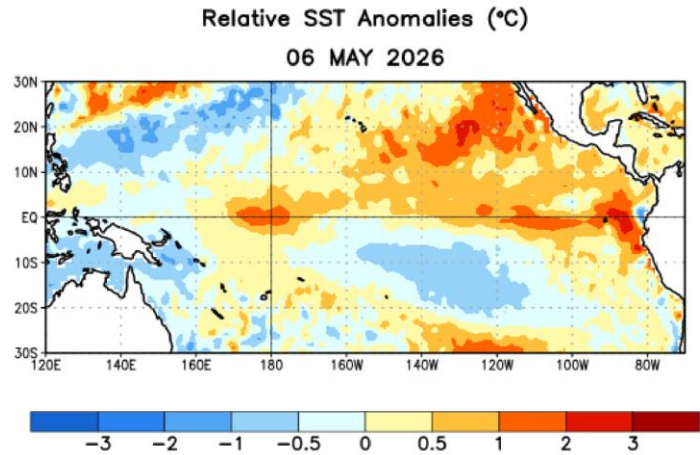 Relative SST Anomalies (°C)
06 MAY 2026
30N
20N
10N
EQ
10S
20S
30S
120E 140E 160E 180 160W 140W 120W 100W 80W
-3 -2 -1 -0.5 0 0.5 1 2 3